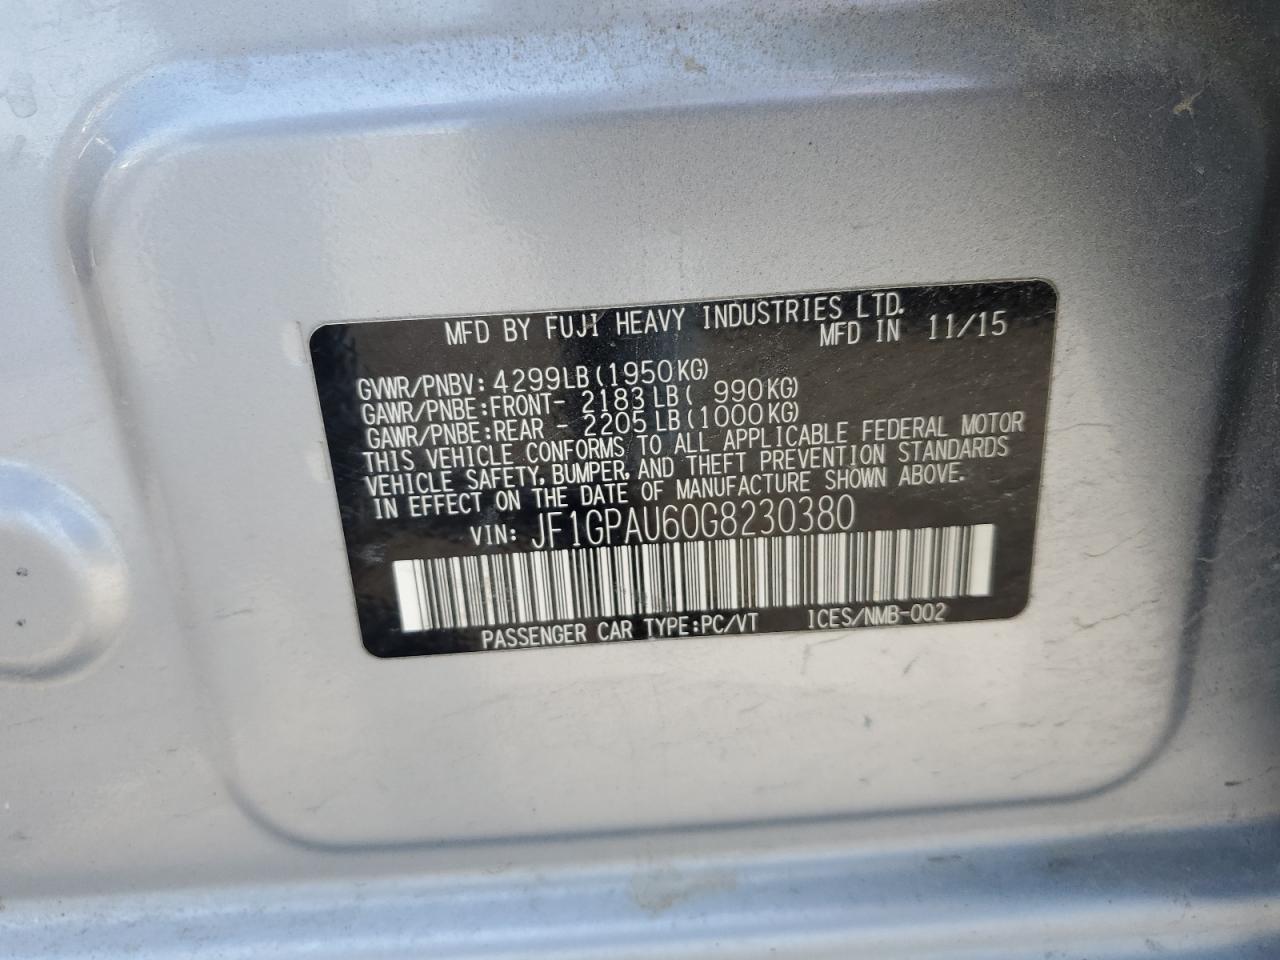 MFD BY FUJI HEAVY INDUSTRIES LTD.
MFD IN 11/15
GVWR/PNBV: 4299LB(1950KG)
GAWR/PNBE:FRONT- 2183LB( 990KG)
GAWR/PNBE:REAR - 2205LB(1000KG)
THIS VEHICLE CONFORMS TO ALL APPLICABLE FEDERAL MOTOR
VEHICLE SAFETY, BUMPER, AND THEFT PREVENTION STANDARDS
IN EFFECT ON THE DATE OF MANUFACTURE SHOWN ABOVE.
VIN: JF1GPAU60G8230380
PASSENGER CAR TYPE:PC/VT ICES/NMB-002